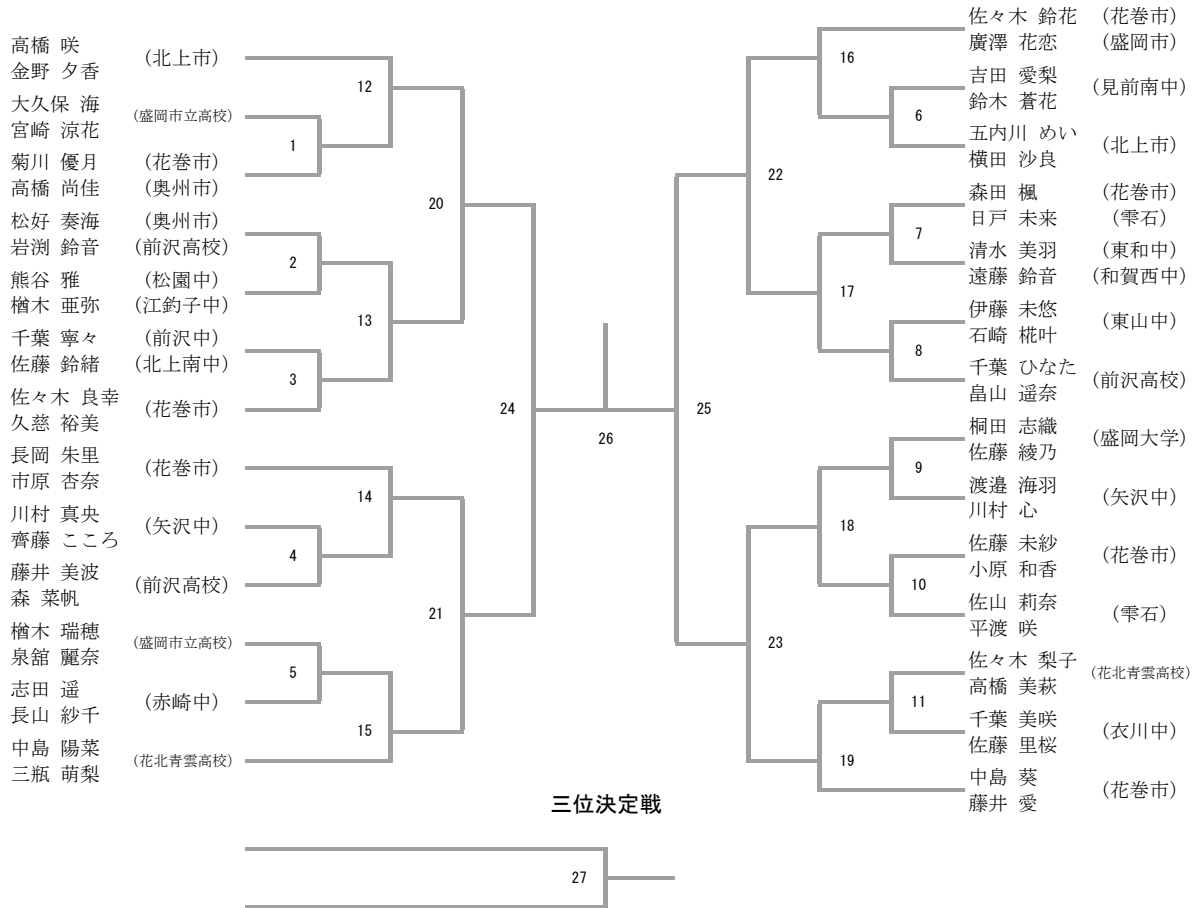 高橋 咲
金野 夕香
(北上市)
大久保 海
宮崎 涼花
(盛岡市立高校)
菊川 優月 (花巻市)
高橋 尚佳 (奥州市)
松好 奏海 (奥州市)
岩渕 鈴音 (前沢高校)
熊谷 雅 (松園中)
楢木 亜弥 (江釣子中)
千葉 寧々 (前沢中)
佐藤 鈴緒 (北上南中)
佐々木 良幸
久慈 裕美
(花巻市)
長岡 朱里
市原 杏奈
(花巻市)
川村 真央
齊藤 こころ
(矢沢中)
藤井 美波
森 菜帆
(前沢高校)
楢木 瑞穂
泉舘 麗奈
(盛岡市立高校)
志田 遥
長山 紗千
(赤崎中)
中島 陽菜
三瓶 萌梨
(花北青雲高校)
1
2
3
4
5
12
13
14
15
20
21
24
26
25
22
23
16
17
18
19
6
7
8
9
10
11
佐々木 鈴花 (花巻市)
廣澤 花恋 (盛岡市)
吉田 愛梨
鈴木 蒼花
(見前南中)
五内川 めい
横田 沙良
(北上市)
森田 楓 (花巻市)
日戸 未来 (雫石)
清水 美羽 (東和中)
遠藤 鈴音 (和賀西中)
伊藤 未悠
石崎 椛叶
(東山中)
千葉 ひなた
畠山 遥奈
(前沢高校)
桐田 志織
佐藤 綾乃
(盛岡大学)
渡邉 海羽
川村 心
(矢沢中)
佐藤 未紗
小原 和香
(花巻市)
佐山 莉奈
平渡 咲
(雫石)
佐々木 梨子
高橋 美萩
(花北青雲高校)
千葉 美咲
佐藤 里桜
(衣川中)
中島 葵
藤井 愛
(花巻市)
三位決定戦
27